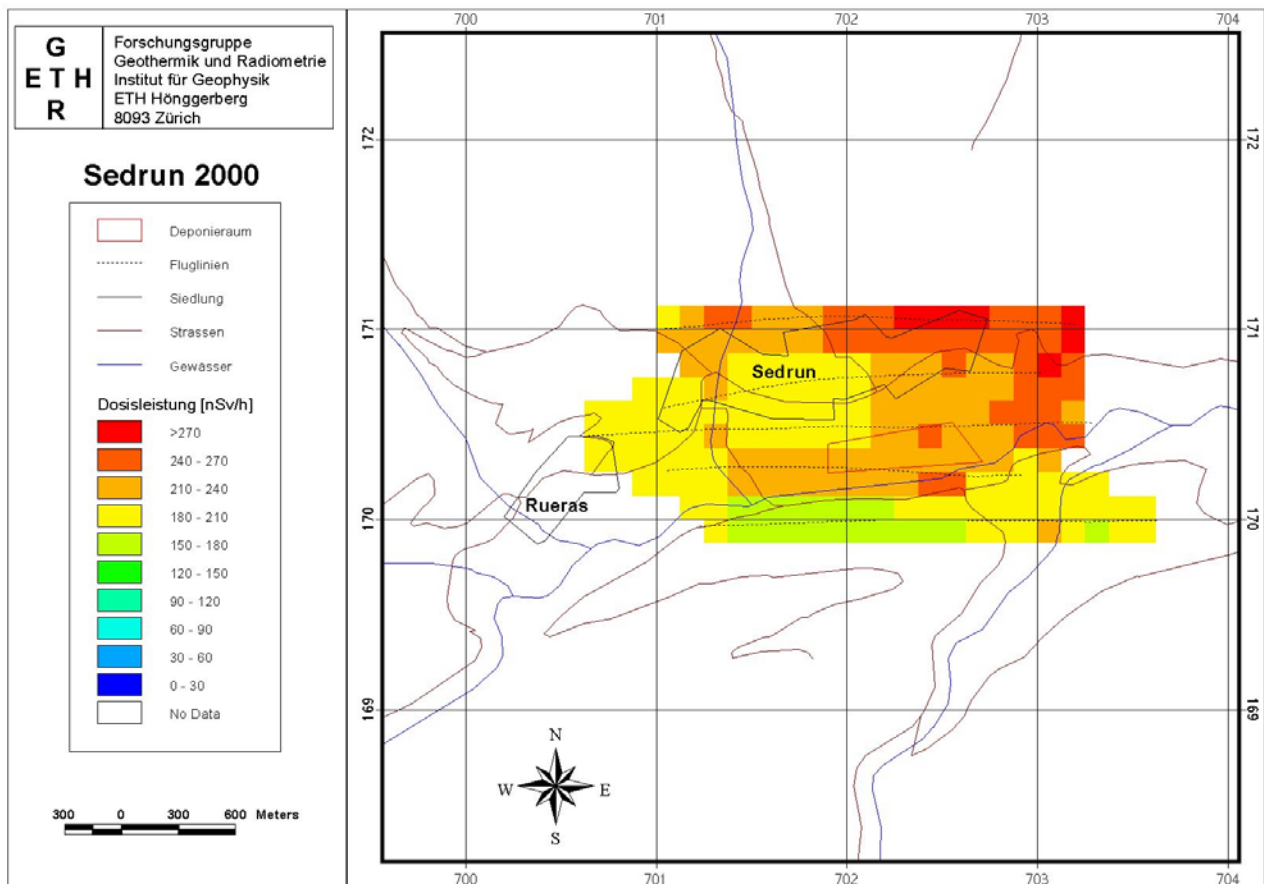 G
E T H
R
Forschungsgruppe
Geothermik und Radiometrie
Institut für Geophysik
ETH Hönggerberg
8093 Zürich
Sedrun 2000
Deponieraum
Fluglinien
Siedlung
Strassen
Gewässer
Dosisleistung [nSv/h]
>270
240 - 270
210 - 240
180 - 210
150 - 180
120 - 150
90 - 120
60 - 90
30 - 60
0 - 30
No Data
300 0 300 600 Meters
700 701 702 703 704
172 172
171 171
Sedrun
Rueras
170 170
169 169
N
W E
S
700 701 702 703 704